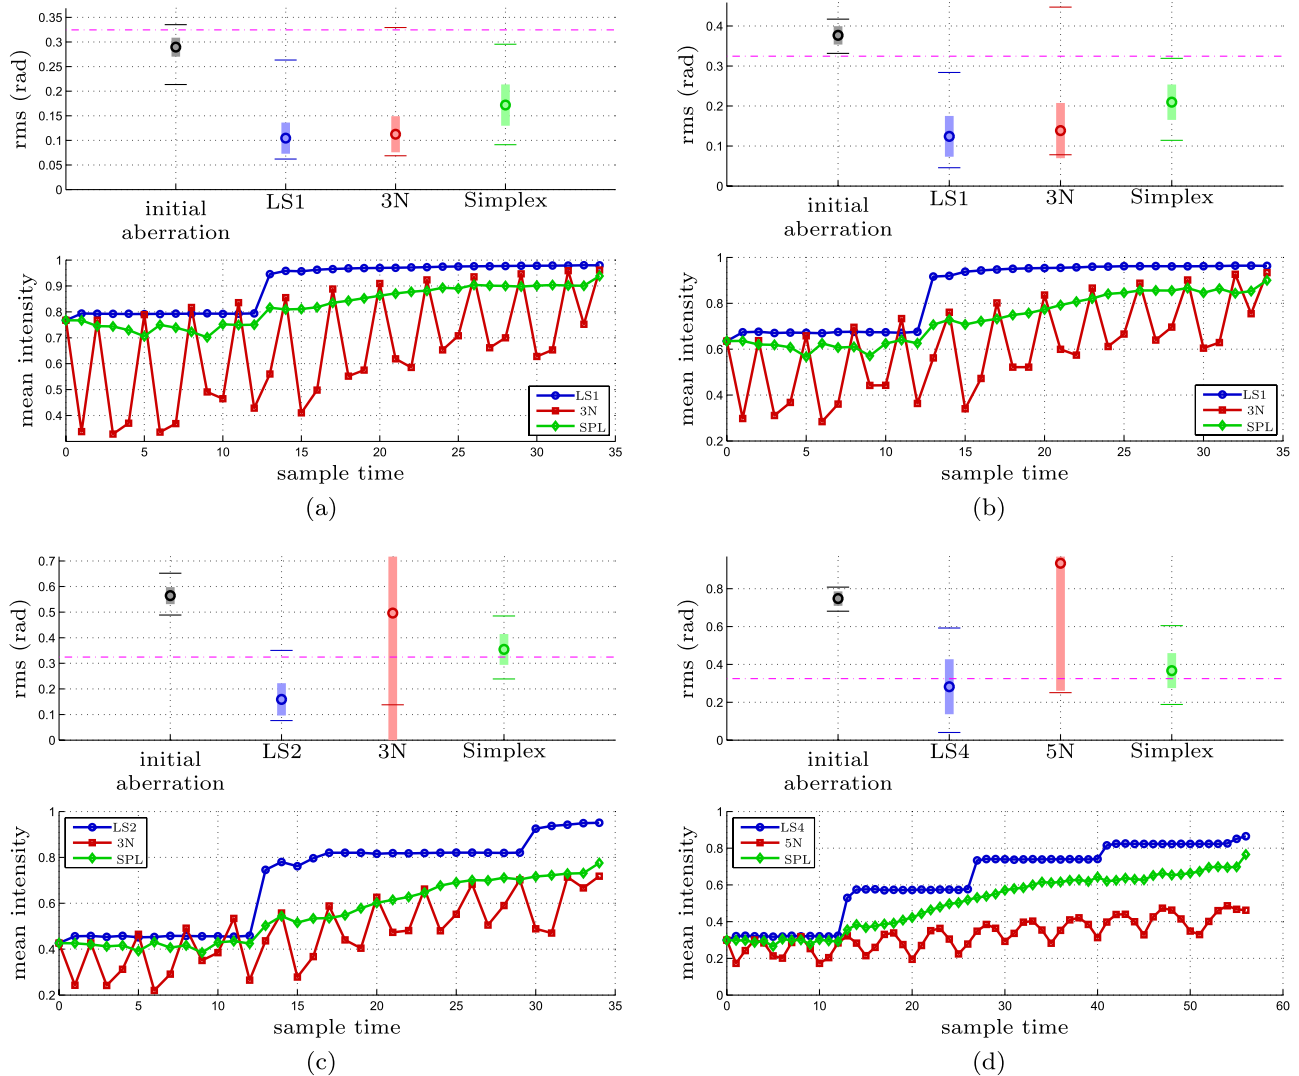 0.35
0.3
0.25
0.2
0.15
0.1
0.05
0
rms (rad)
initial
aberration
LS1
3N
Simplex
1
0.9
0.8
0.7
0.6
0.5
0.4
mean intensity
LS1
3N
SPL
0 5 10 15 20 25 30 35
sample time
(a)
0.4
0.3
0.2
0.1
0
rms (rad)
initial
aberration
LS1
3N
Simplex
1
0.8
0.6
0.4
0.2
mean intensity
LS1
3N
SPL
0 5 10 15 20 25 30 35
sample time
(b)
0.7
0.6
0.5
0.4
0.3
0.2
0.1
0
rms (rad)
initial
aberration
LS2
3N
Simplex
1
0.8
0.6
0.4
0.2
mean intensity
LS2
3N
SPL
0 5 10 15 20 25 30 35
sample time
(c)
0.8
0.6
0.4
0.2
0
rms (rad)
initial
aberration
LS4
5N
Simplex
1
0.8
0.6
0.4
0.2
0
mean intensity
LS4
5N
SPL
0 10 20 30 40 50 60
sample time
(d)